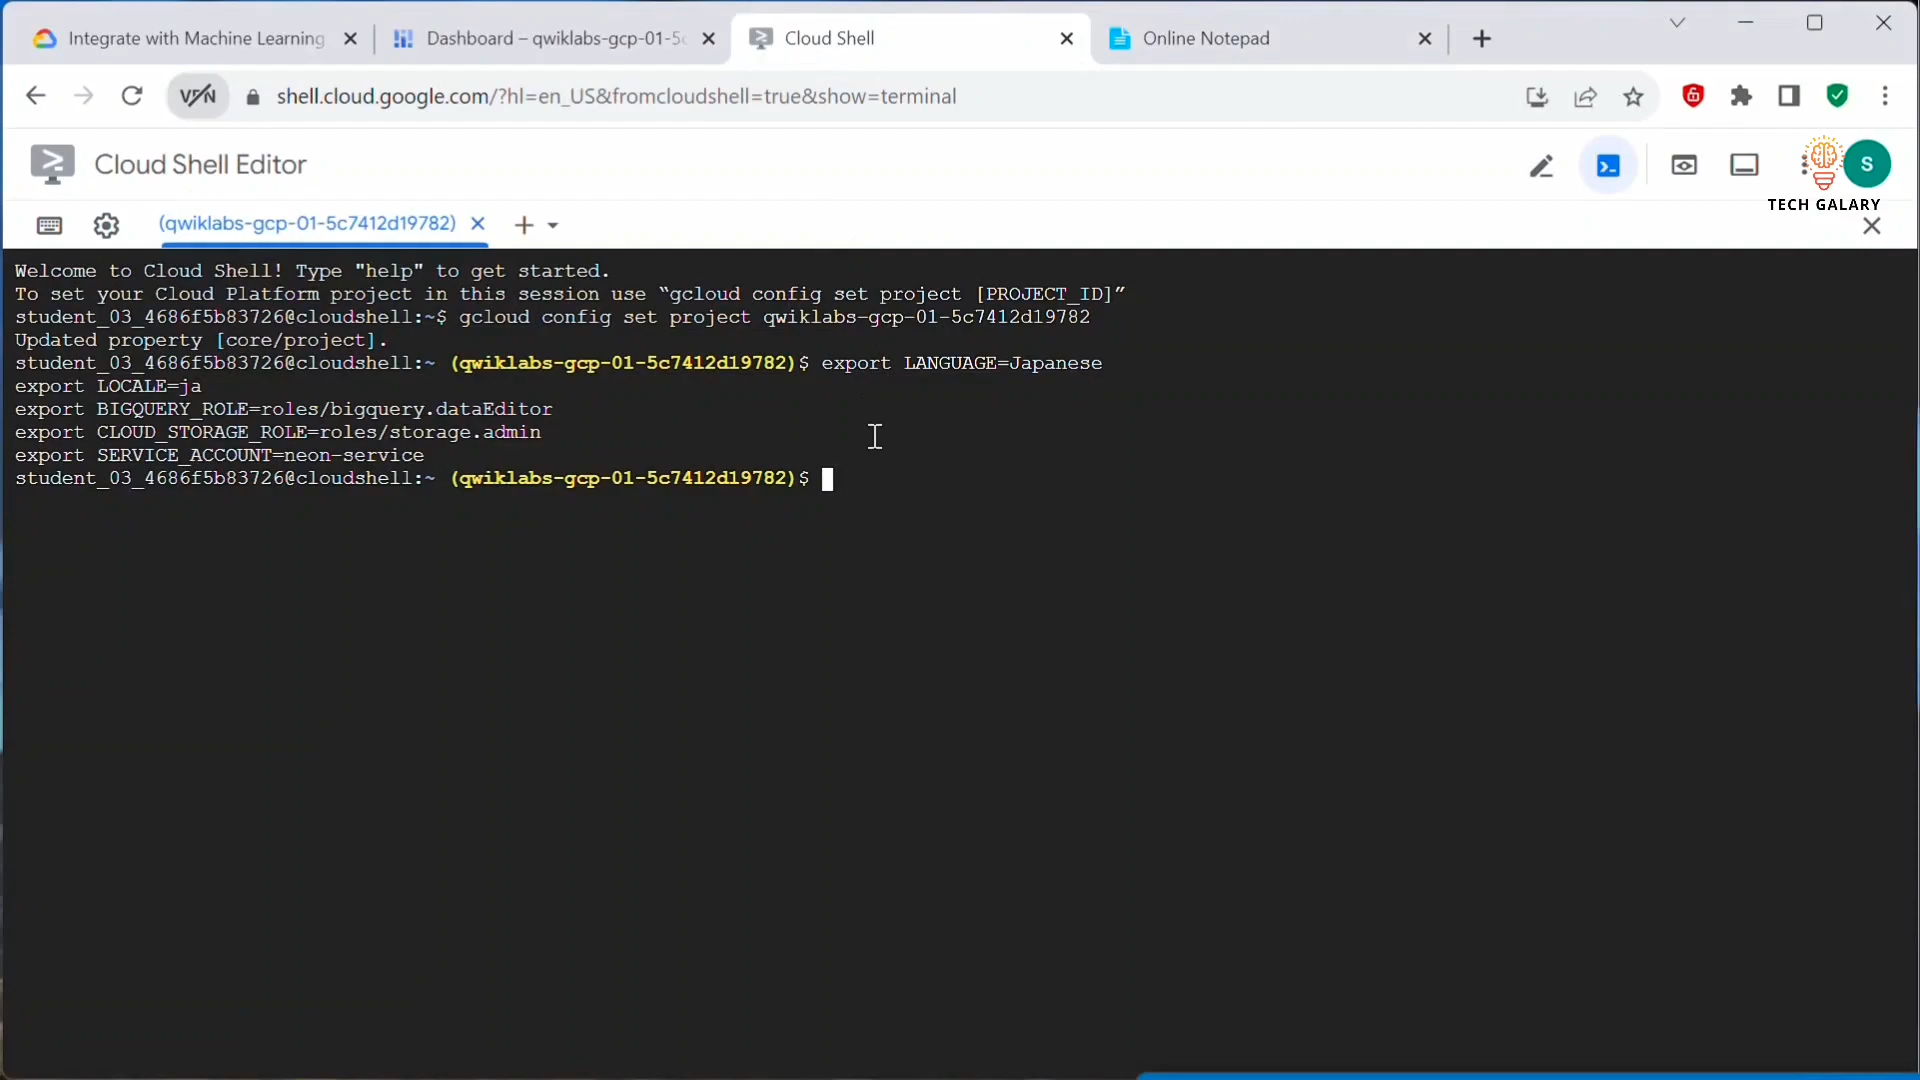 Integrate with Machine Learning
Dashboard – qwiklabs-gcp-01-5c
Cloud Shell
Online Notepad
VPN
shell.cloud.google.com/?hl=en_US&fromcloudshell=true&show=terminal
Cloud Shell Editor
S
TECH GALARY
(qwiklabs-gcp-01-5c7412d19782)
Welcome to Cloud Shell! Type "help" to get started.
To set your Cloud Platform project in this session use “gcloud config set project [PROJECT_ID]”
student_03_4686f5b83726@cloudshell:~$ gcloud config set project qwiklabs-gcp-01-5c7412d19782
Updated property [core/project].
student_03_4686f5b83726@cloudshell:~ (qwiklabs-gcp-01-5c7412d19782)$ export LANGUAGE=Japanese
export LOCALE=ja
export BIGQUERY_ROLE=roles/bigquery.dataEditor
export CLOUD_STORAGE_ROLE=roles/storage.admin
export SERVICE_ACCOUNT=neon-service
student_03_4686f5b83726@cloudshell:~ (qwiklabs-gcp-01-5c7412d19782)$